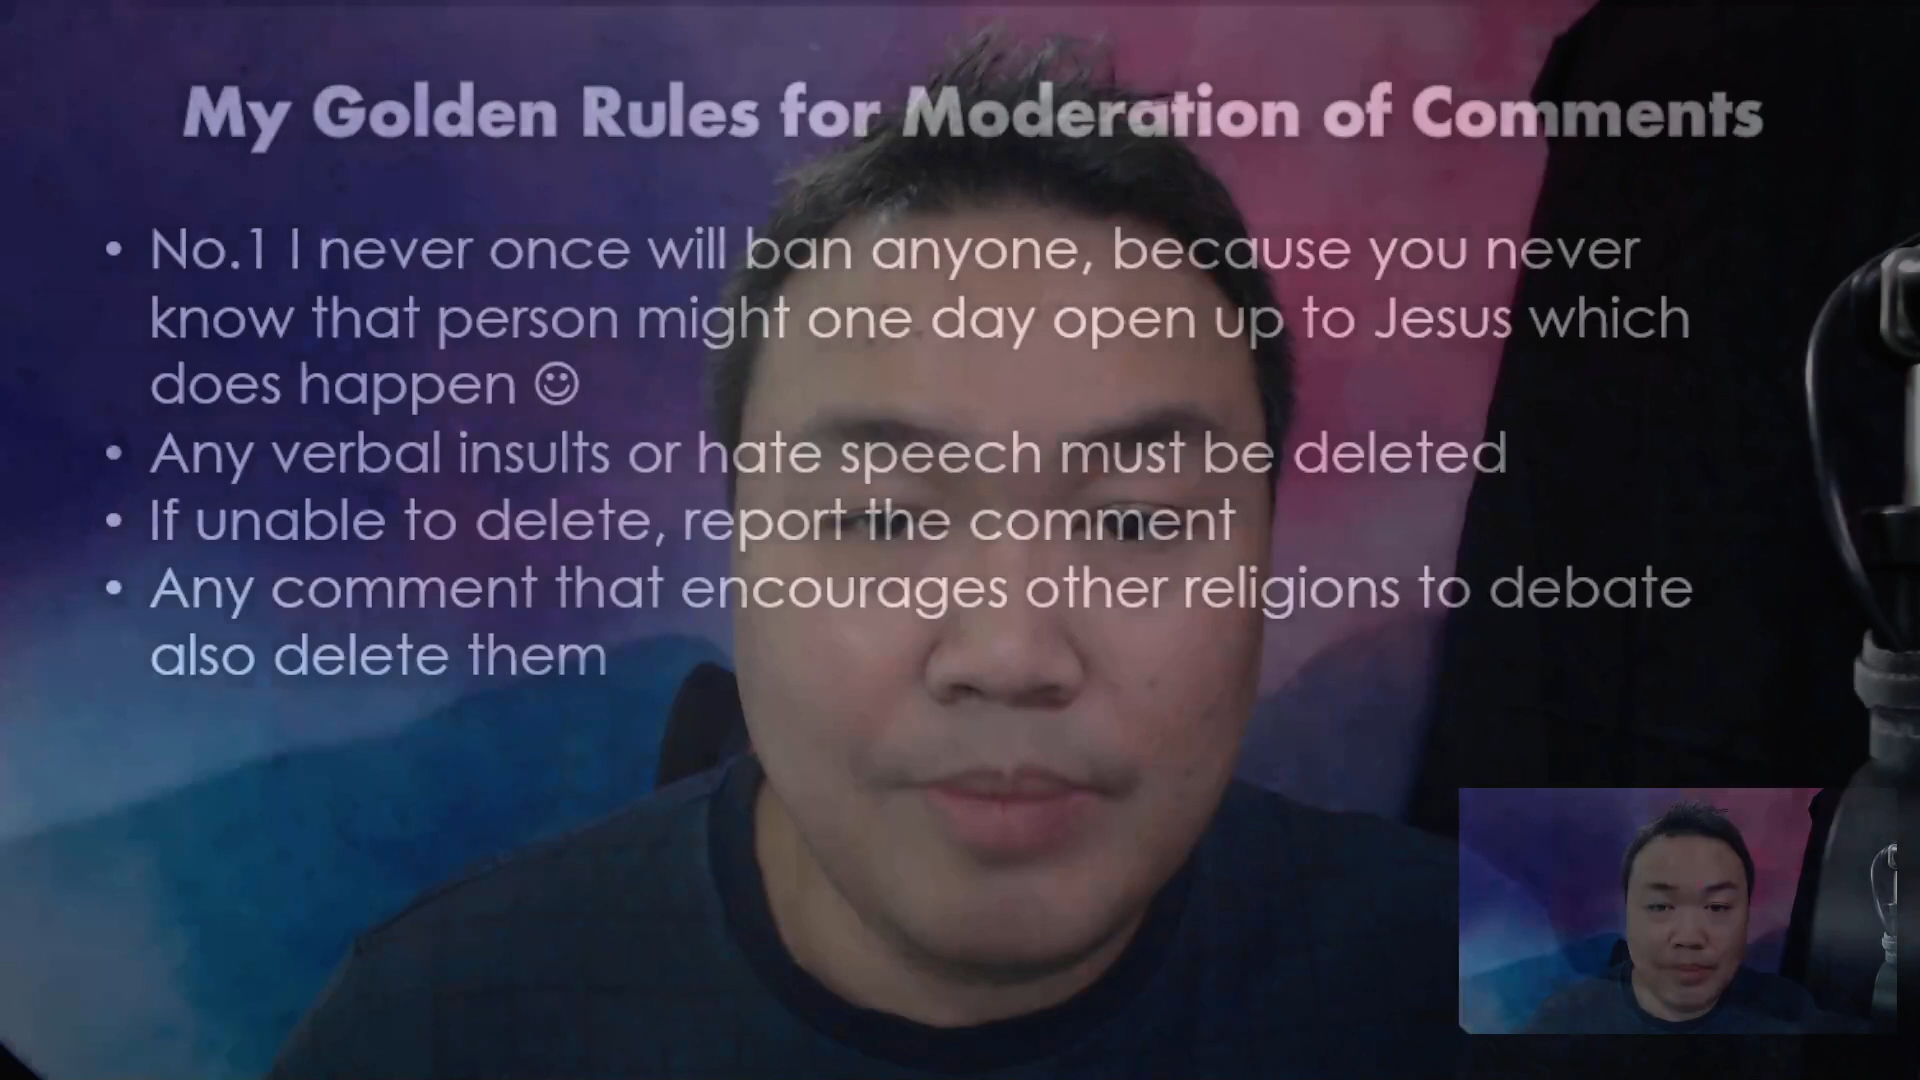 My Golden Rules for Moderation of Comments
• No.1 I never once will ban anyone, because you never
know that person might one day open up to Jesus which
does happen ☺
• Any verbal insults or hate speech must be deleted
• If unable to delete, report the comment
• Any comment that encourages other religions to debate
also delete them